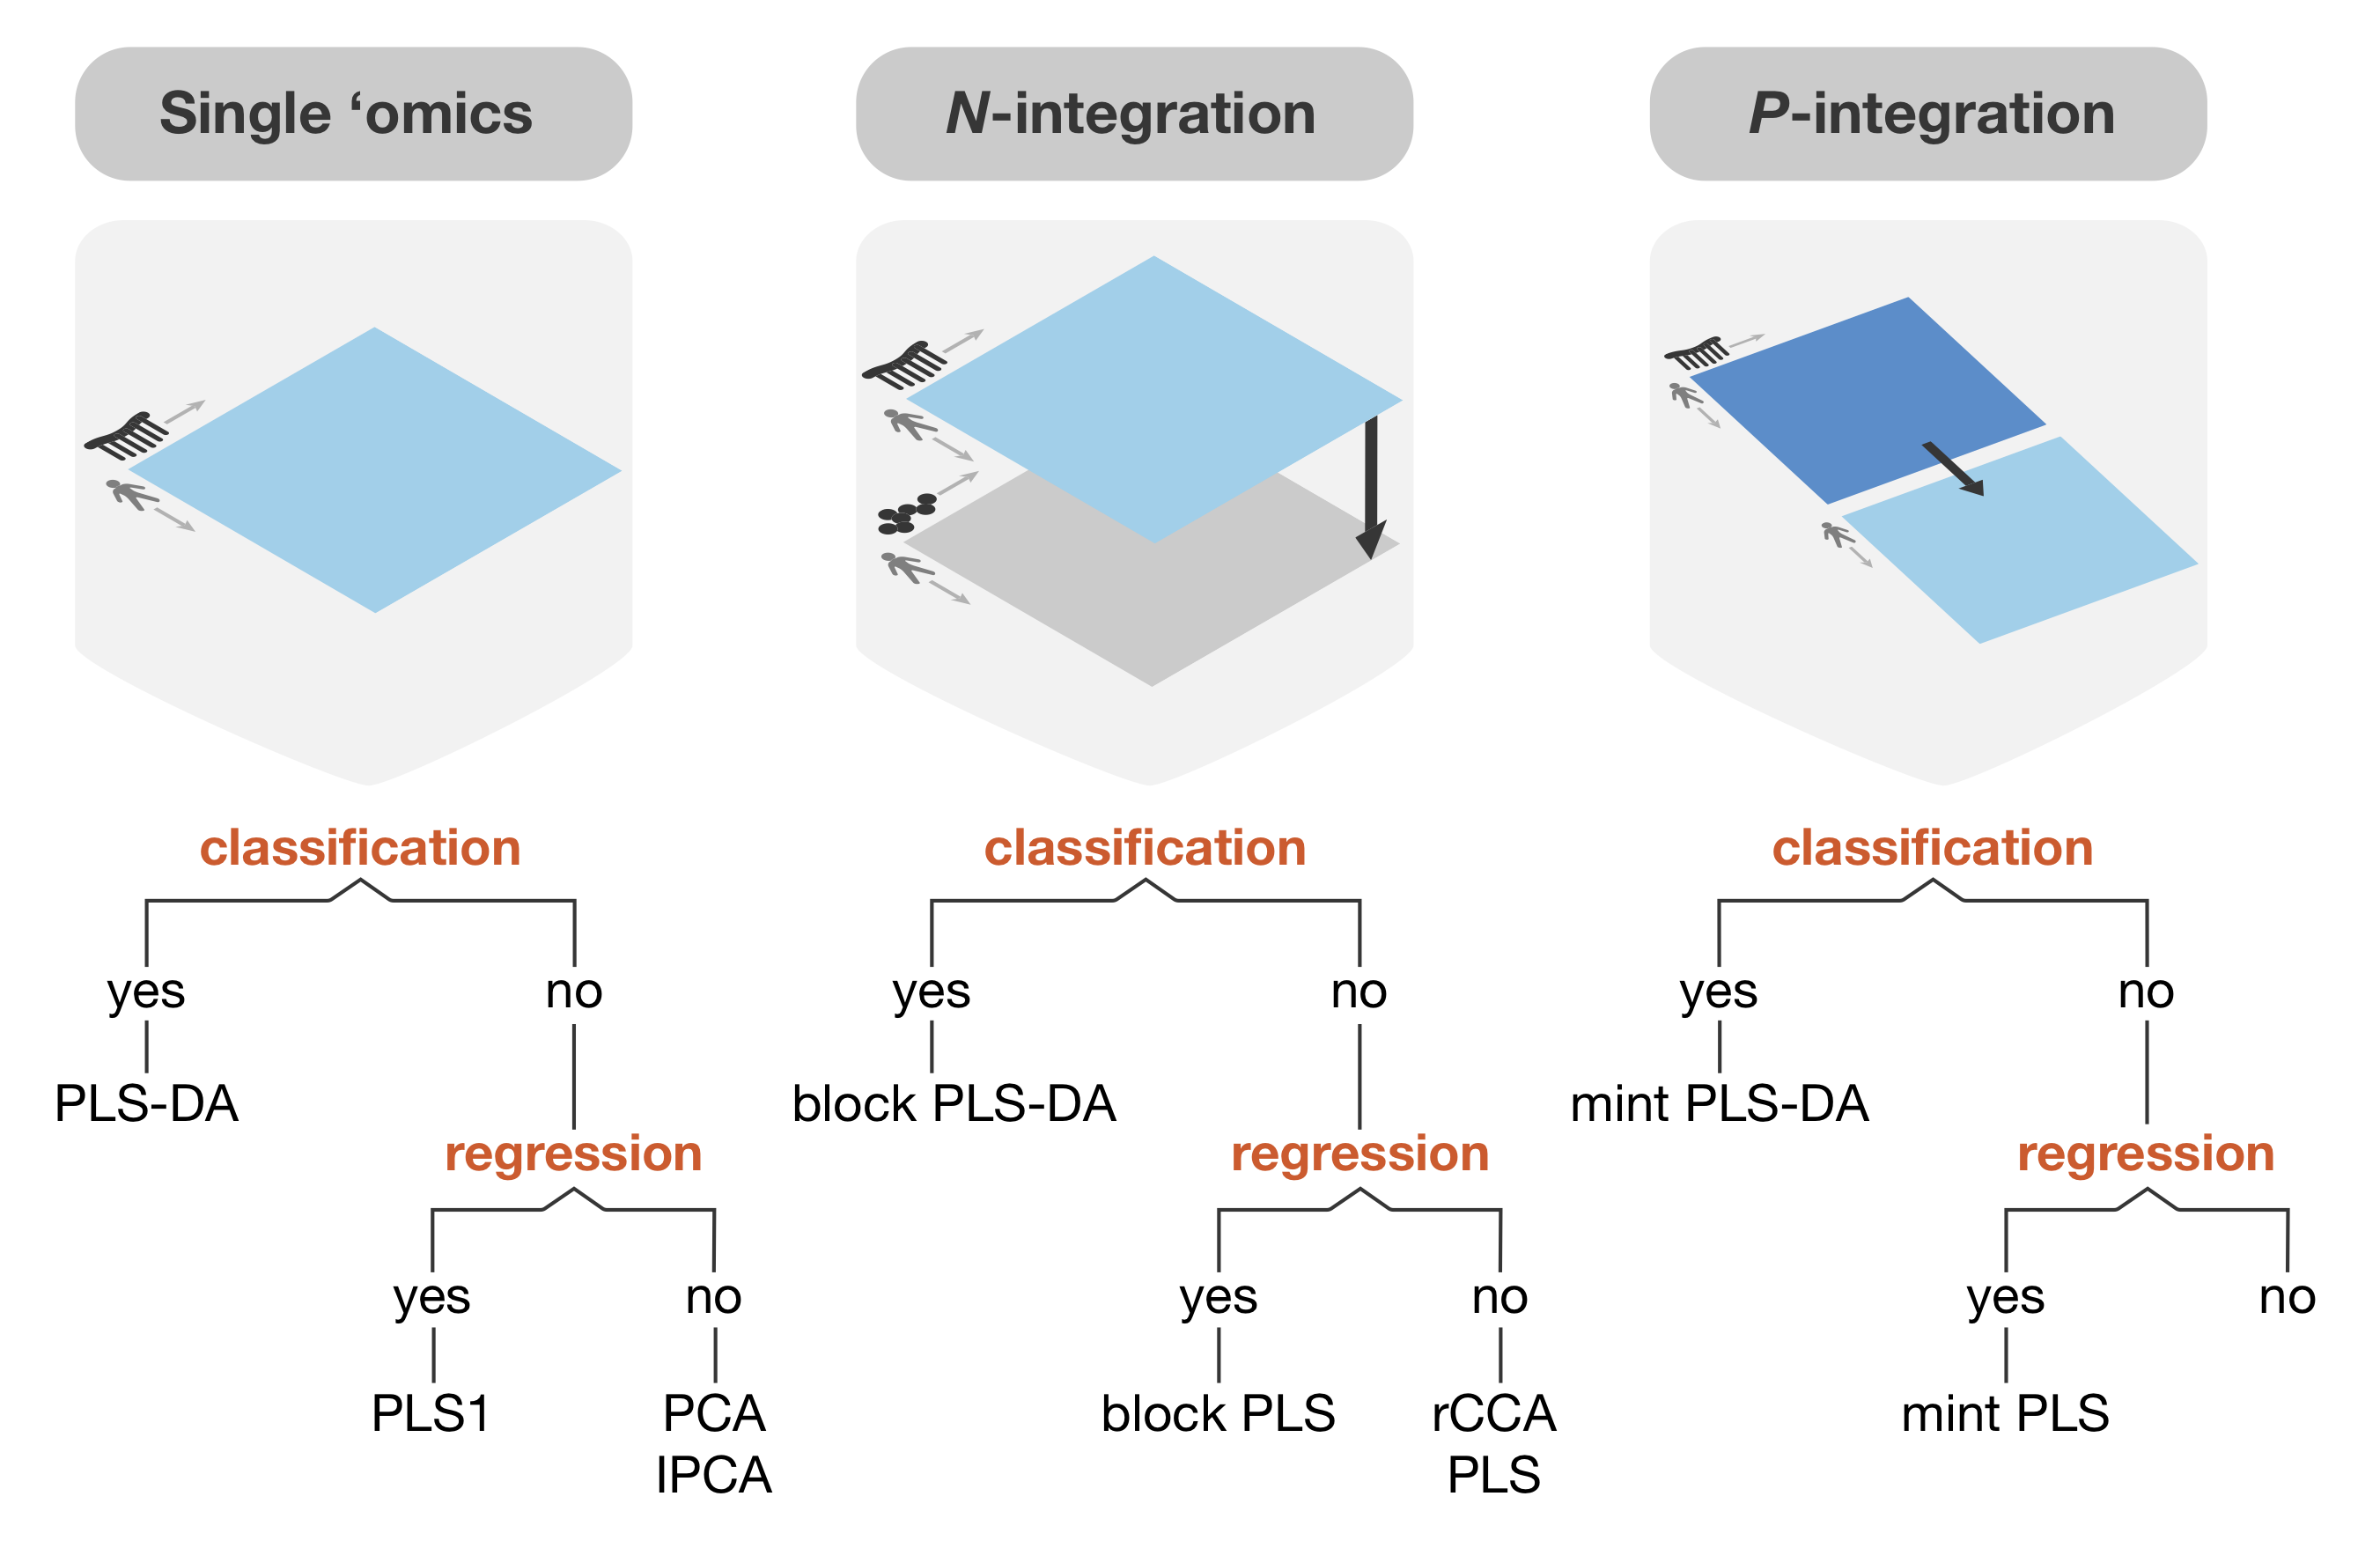 Single ‘omics
N-integration
P-integration
classification
yes
no
PLS-DA
regression
yes
no
PLS1
PCA
IPCA
classification
yes
no
block PLS-DA
regression
yes
no
block PLS
rCCA
PLS
classification
yes
no
mint PLS-DA
regression
yes
no
mint PLS